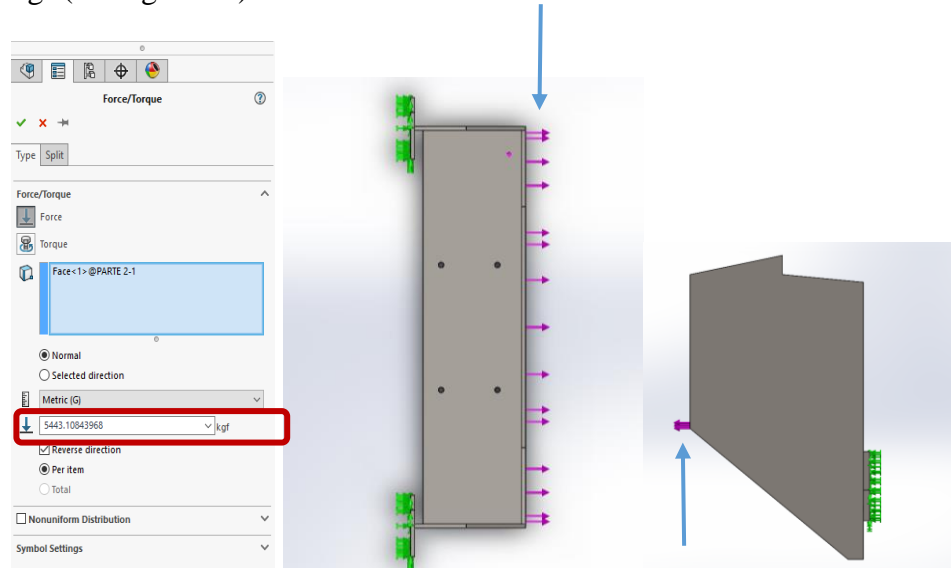 Force/Torque
Type Split
Force/Torque
Force
Torque
Face<1>@PARTE 2-1
Normal
Selected direction
Metric (G)
5443.10843968 kgf
Reverse direction
Per item
Total
Nonuniform Distribution
Symbol Settings